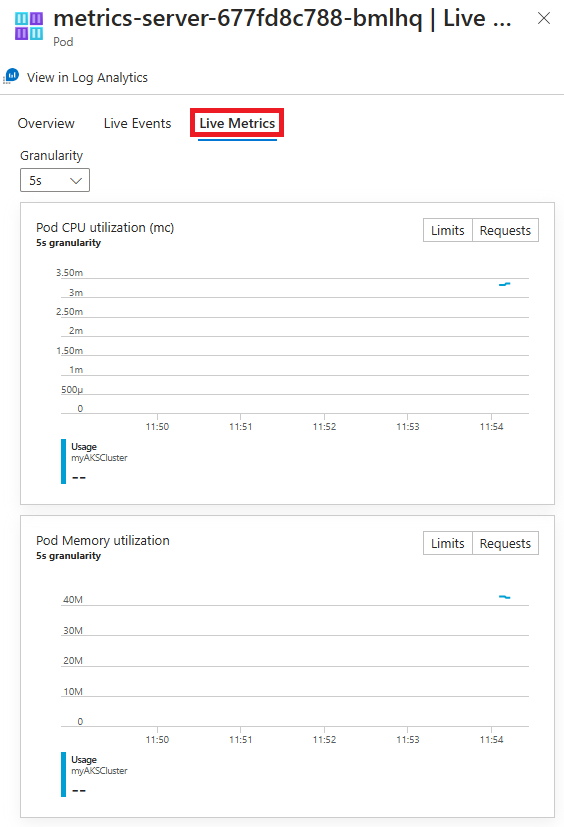 metrics-server-677fd8c788-bmlhq | Live ...
Pod
View in Log Analytics
Overview Live Events Live Metrics
Granularity
5s
Pod CPU utilization (mc)
5s granularity
Limits Requests
3.50m
3m
2.50m
2m
1.50m
1m
500µ
0
11:50 11:51 11:52 11:53 11:54
Usage
myAKSCluster
--
Pod Memory utilization
5s granularity
Limits Requests
40M
30M
20M
10M
0
11:50 11:51 11:52 11:53 11:54
Usage
myAKSCluster
--